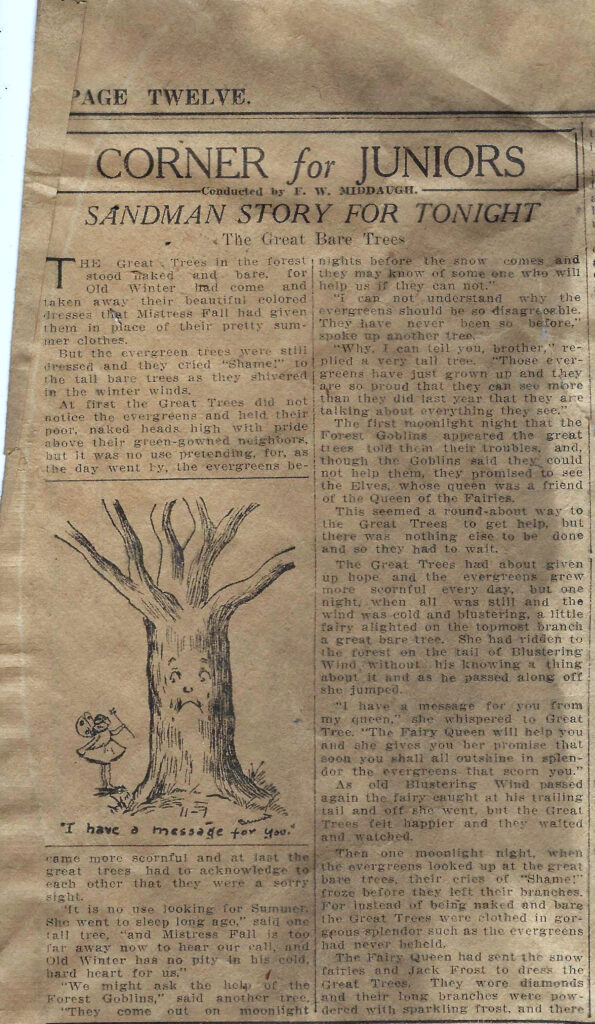 PAGE TWELVE.
CORNER for JUNIORS
Conducted by F. W. MIDDAUGH.
SANDMAN STORY FOR TONIGHT
The Great Bare Trees
THE Great Trees in the forest
stood naked and bare, for
Old Winter had come and
taken away their beautiful colored
dresses that Mistress Fall had given
them in place of their pretty sum-
mer clothes.
But the evergreen trees were still
dressed and they cried "Shame!" to
the tall bare trees as they shivered
in the winter winds.
At first the Great Trees did not
notice the evergreens and held their
poor, naked heads high with pride
above their green-gowned neighbors,
but it was no use pretending, for, as
the day went by, the evergreens be-
11-7
"I have a message for you."
came more scornful and at last the
great trees had to acknowledge to
each other that they were a sorry
sight.
"It is no use looking for Summer.
She went to sleep long ago," said one
tall tree, "and Mistress Fall is too
far away now to hear our call, and
Old Winter has no pity in his cold,
hard heart for us."
"We might ask the help of the
Forest Goblins," said another tree.
"They come out on moonlight
nights before the snow comes and
they may know of some one who will
help us if they can not."
"I can not understand why the
evergreens should be so disagreeable.
They have never been so before,"
spoke up another tree.
"Why, I can tell you, brother," re-
plied a very tall tree. "Those ever-
greens have just grown up and they
are so proud that they can see more
than they did last year that they are
talking about everything they see."
The first moonlight night that the
Forest Goblins appeared the great
trees told them their troubles, and,
though the Goblins said they could
not help them, they promised to see
the Elves, whose queen was a friend
of the Queen of the Fairies.
This seemed a round-about way to
the Great Trees to get help, but
there was nothing else to be done
and so they had to wait.
The Great Trees had about given
up hope and the evergreens grew
more scornful every day, but one
night, when all was still and the
wind was cold and blustering, a little
fairy alighted on the topmost branch
a great bare tree. She had ridden to
the forest on the tail of Blustering
Wind without his knowing a thing
about it and as he passed along off
she jumped.
"I have a message for you from
my queen," she whispered to Great
Tree. "The Fairy Queen will help you
and she gives you her promise that
soon you shall all outshine in splen-
dor the evergreens that scorn you."
As old Blustering Wind passed
again the fairy caught at his trailing
tail and off she went, but the Great
Trees felt happier and they waited
and watched.
Then one moonlight night, when
the evergreens looked up at the great
bare trees, their cries of "Shame!"
froze before they left their branches.
For instead of being naked and bare
the Great Trees were clothed in gor-
geous splendor such as the evergreens
had never beheld.
The Fairy Queen had sent the snow
fairies and Jack Frost to dress the
Great Trees. They wore diamonds
and their long branches were pow-
dered with sparkling frost, and there